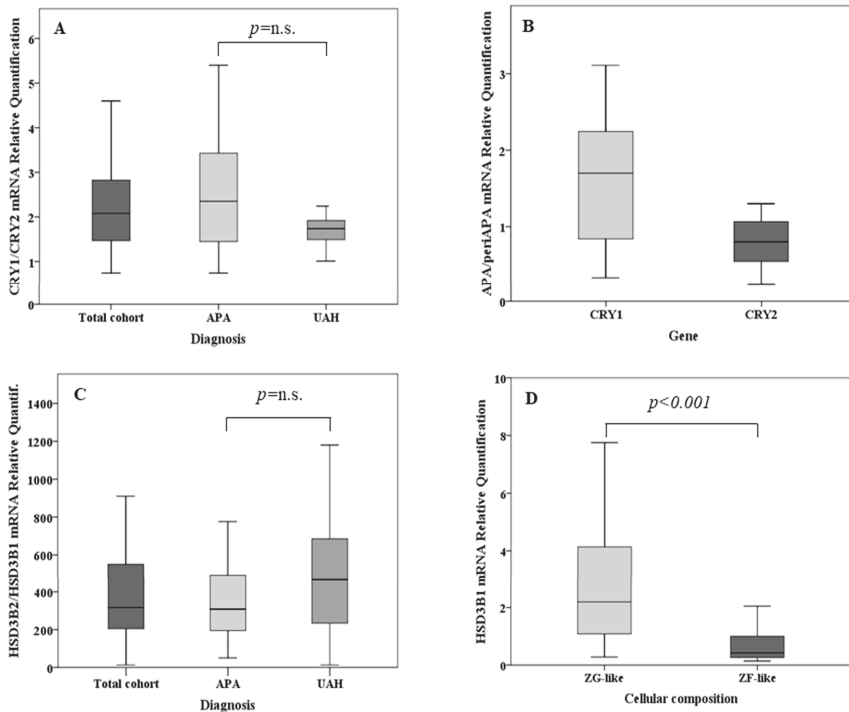 A
p=n.s.
CRY1/CRY2 mRNA Relative Quantification
6
5
4
3
2
1
0
Total cohort APA UAH
Diagnosis
B
APA/periAPA mRNA Relative Quantification
3
2
1
0
CRY1 CRY2
Gene
C
p=n.s.
HSD3B2/HSD3B1 mRNA Relative Quantif.
1400
1200
1000
800
600
400
200
0
Total cohort APA UAH
Diagnosis
D
p<0.001
HSD3B1 mRNA Relative Quantification
10
8
6
4
2
0
ZG-like ZF-like
Cellular composition